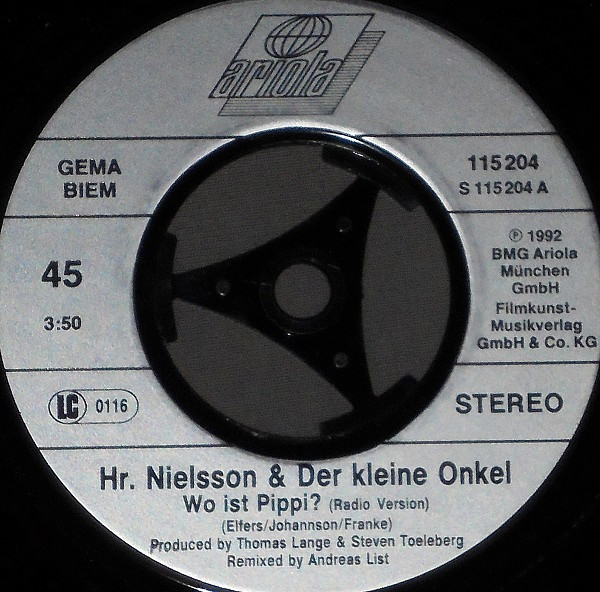 ariola
GEMA
BIEM
115 204
S 115 204 A
45
3:50
℗ 1992
BMG Ariola
München
GmbH
Filmkunst-
Musikverlag
GmbH & Co. KG
LC 0116
STEREO
Hr. Nielsson & Der kleine Onkel
Wo ist Pippi? (Radio Version)
(Elfers/Johannson/Franke)
Produced by Thomas Lange & Steven Toeleberg
Remixed by Andreas List